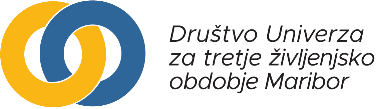 Društvo Univerza
za tretje življenjsko
obdobje Maribor